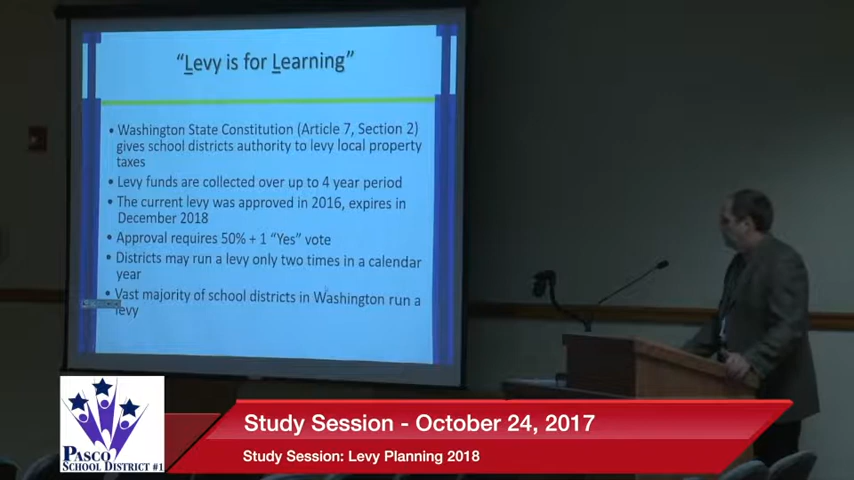 "Levy is for Learning"
• Washington State Constitution (Article 7, Section 2)
gives school districts authority to levy local property
taxes
• Levy funds are collected over up to 4 year period
• The current levy was approved in 2016, expires in
December 2018
• Approval requires 50% + 1 "Yes" vote
• Districts may run a levy only two times in a calendar
year
• Vast majority of school districts in Washington run a
levy
PASCO
SCHOOL DISTRICT #1
Study Session - October 24, 2017
Study Session: Levy Planning 2018